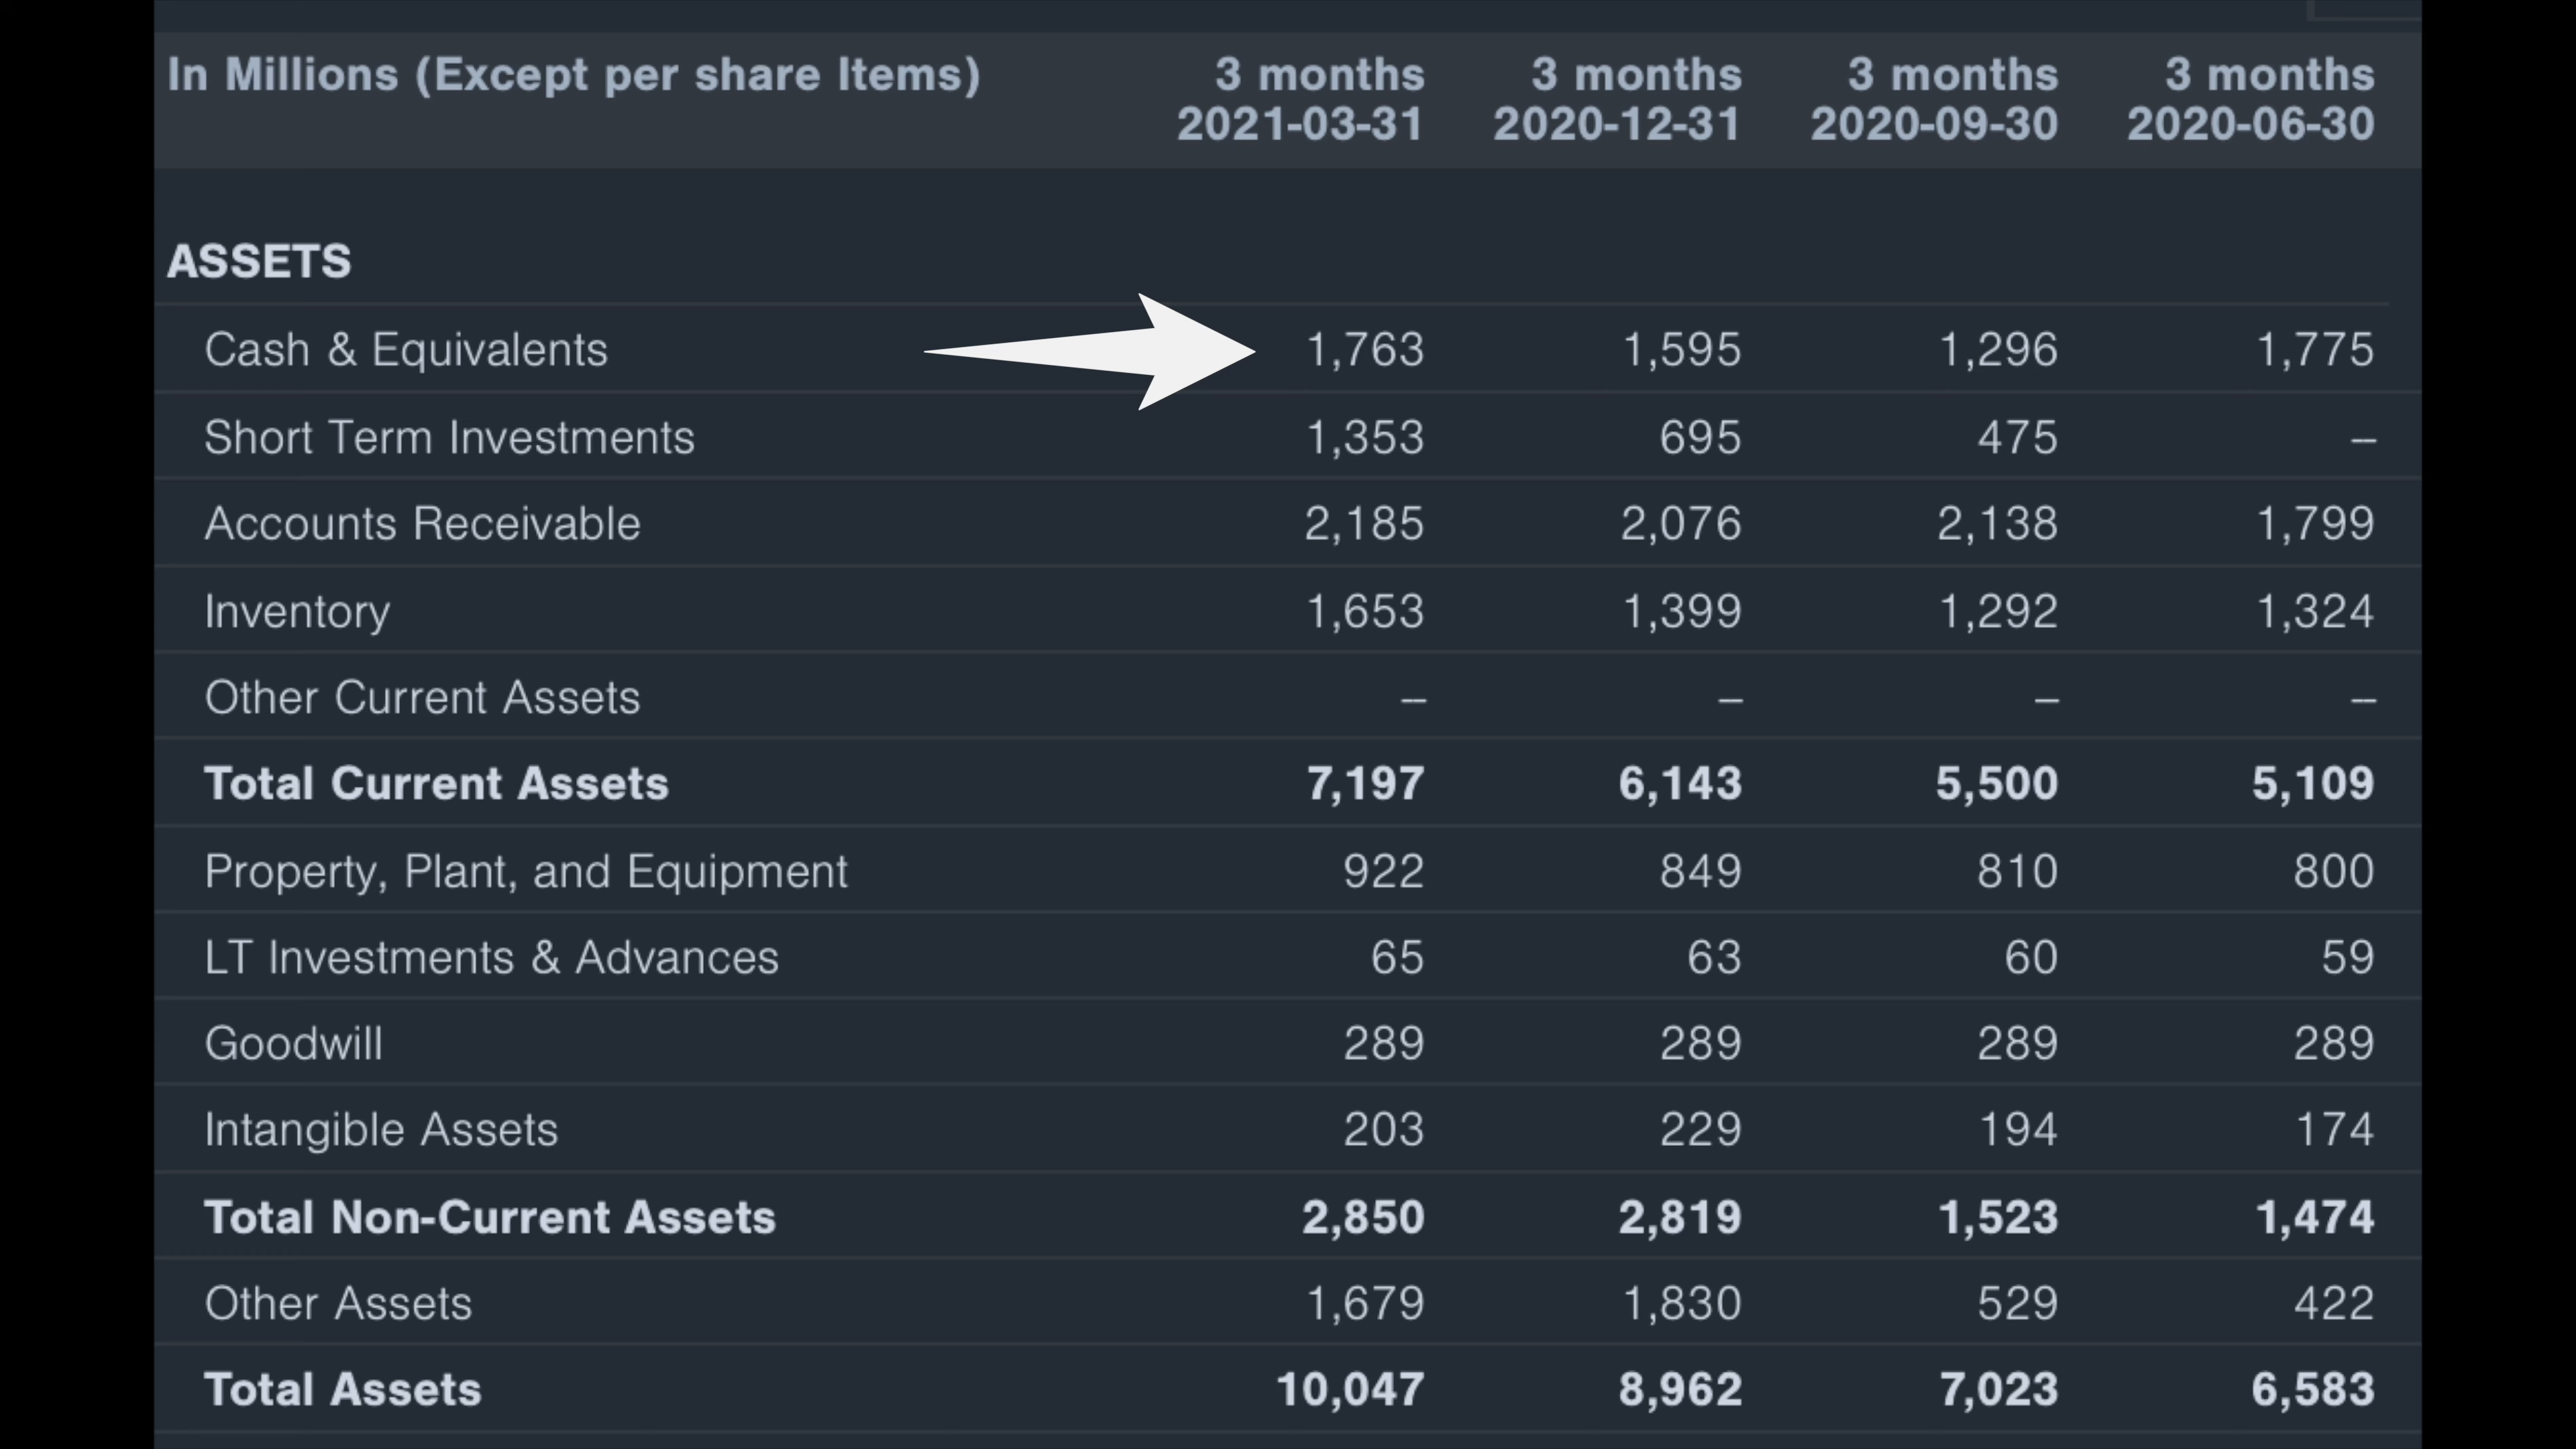 In Millions (Except per share Items) 3 months 3 months 3 months 3 months
2021-03-31 2020-12-31 2020-09-30 2020-06-30
ASSETS
Cash & Equivalents 1,763 1,595 1,296 1,775
Short Term Investments 1,353 695 475 –
Accounts Receivable 2,185 2,076 2,138 1,799
Inventory 1,653 1,399 1,292 1,324
Other Current Assets – – – –
Total Current Assets 7,197 6,143 5,500 5,109
Property, Plant, and Equipment 922 849 810 800
LT Investments & Advances 65 63 60 59
Goodwill 289 289 289 289
Intangible Assets 203 229 194 174
Total Non-Current Assets 2,850 2,819 1,523 1,474
Other Assets 1,679 1,830 529 422
Total Assets 10,047 8,962 7,023 6,583